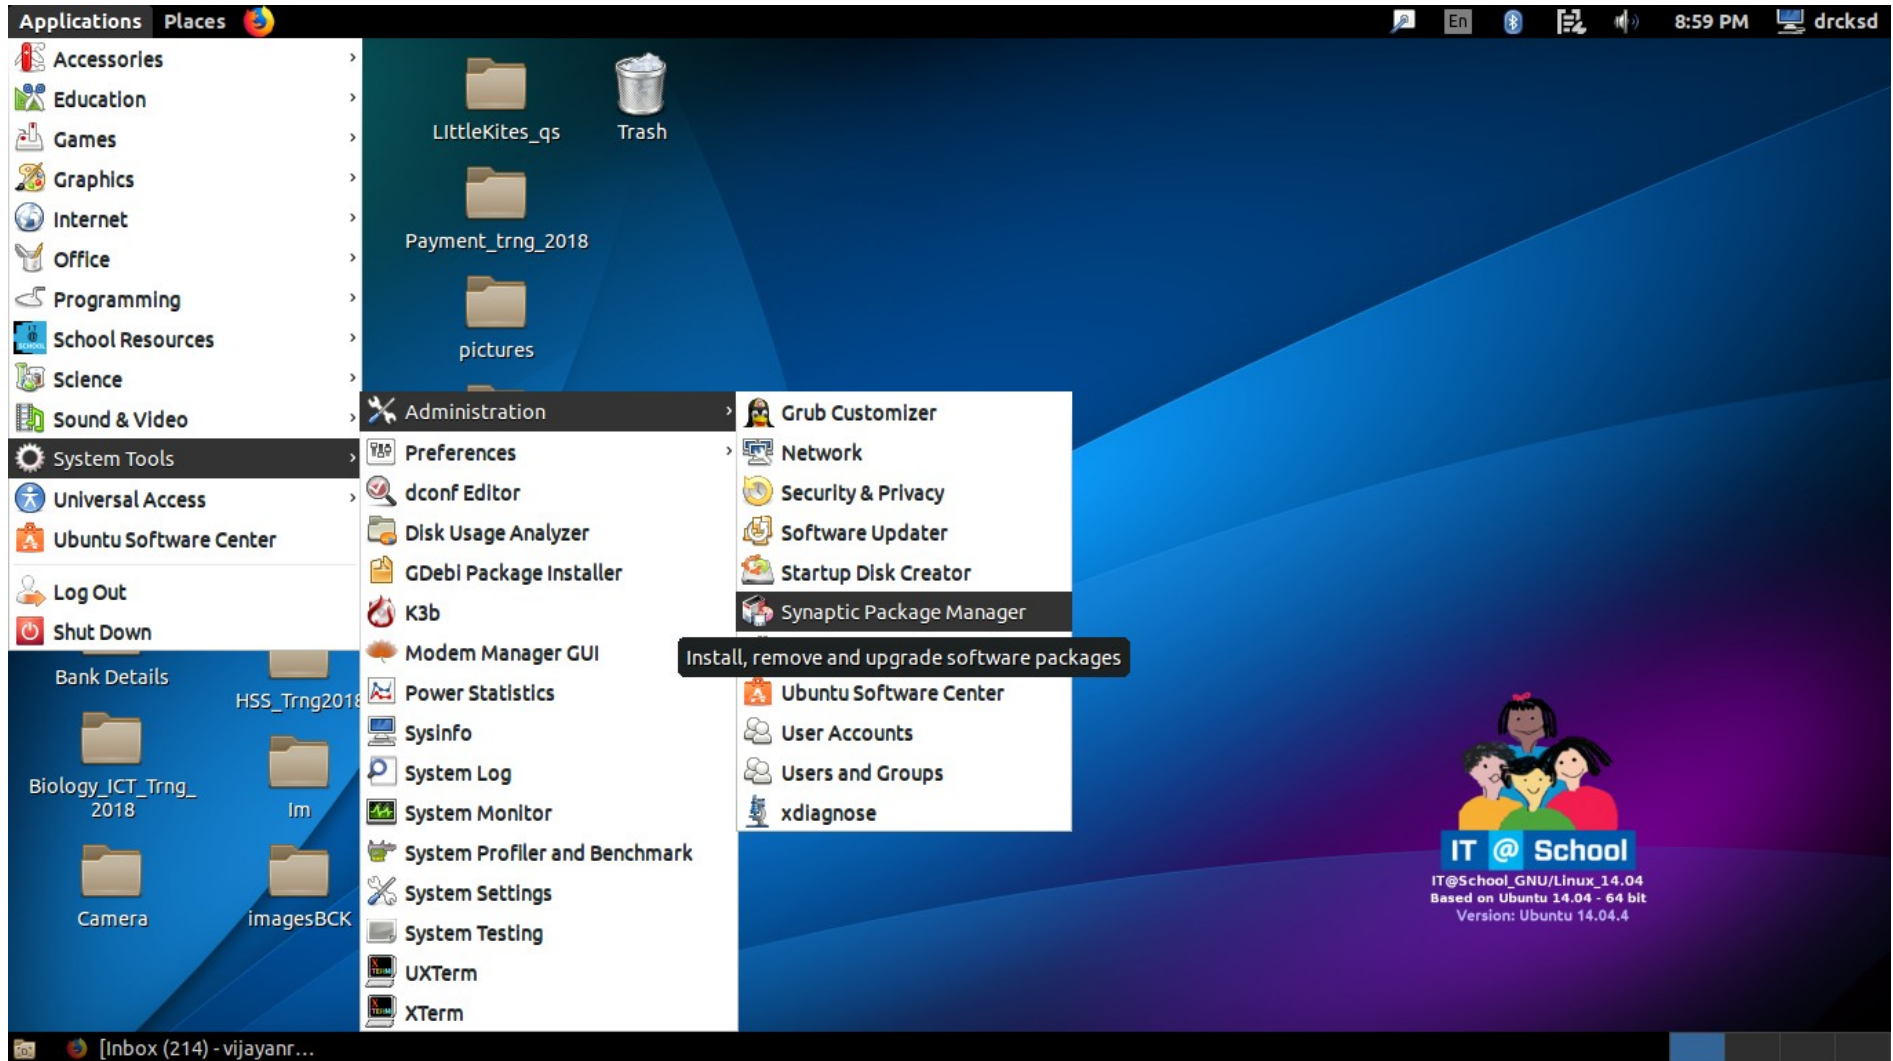 Applications Places
En
8:59 PM
drcksd
Accessories
Education
Games
Graphics
Internet
Office
Programming
School Resources
Science
Sound & Video
System Tools
Universal Access
Ubuntu Software Center
Log Out
Shut Down
LIttleKites_qs
Trash
Payment_trng_2018
pictures
Administration
Preferences
dconf Editor
Disk Usage Analyzer
GDebi Package Installer
K3b
Modem Manager GUI
Power Statistics
SysInfo
System Log
System Monitor
System Profiler and Benchmark
System Settings
System Testing
UXTerm
XTerm
Grub Customizer
Network
Security & Privacy
Software Updater
Startup Disk Creator
Synaptic Package Manager
Install, remove and upgrade software packages
Ubuntu Software Center
User Accounts
Users and Groups
xdiagnose
Bank Details
HSS_Trng2018
Biology_ICT_Trng_
2018
Im
Camera
imagesBCK
IT @ School
IT@School_GNU/Linux_14.04
Based on Ubuntu 14.04 - 64 bit
Version: Ubuntu 14.04.4
[Inbox (214) - vijayanr...